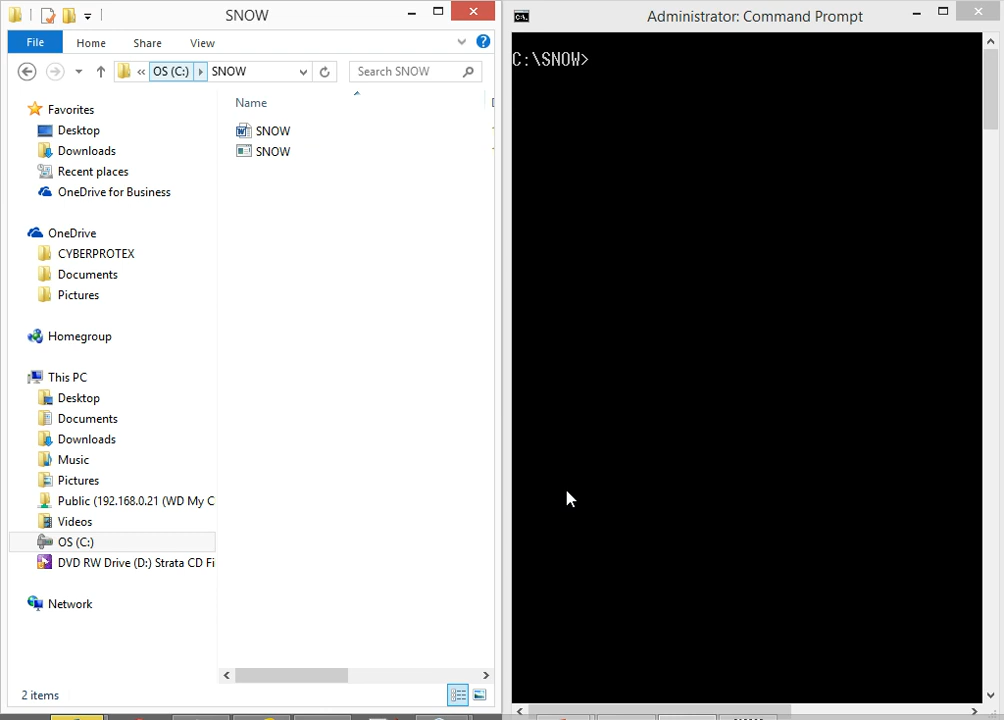 SNOW
File Home Share View
« OS (C:) SNOW Search SNOW
Name
SNOW
SNOW
Favorites
Desktop
Downloads
Recent places
OneDrive for Business
OneDrive
CYBERPROTEX
Documents
Pictures
Homegroup
This PC
Desktop
Documents
Downloads
Music
Pictures
Public (192.168.0.21 (WD My C
Videos
OS (C:)
DVD RW Drive (D:) Strata CD Fi
Network
2 items
Administrator: Command Prompt
C:\SNOW>